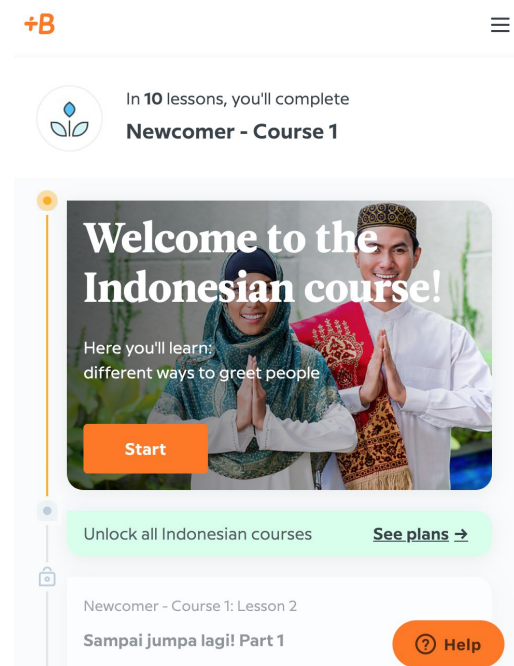 +B
In 10 lessons, you'll complete
Newcomer - Course 1
Welcome to the
Indonesian course!
Here you'll learn:
different ways to greet people
Start
Unlock all Indonesian courses
See plans →
Newcomer - Course 1: Lesson 2
Sampai jumpa lagi! Part 1
? Help